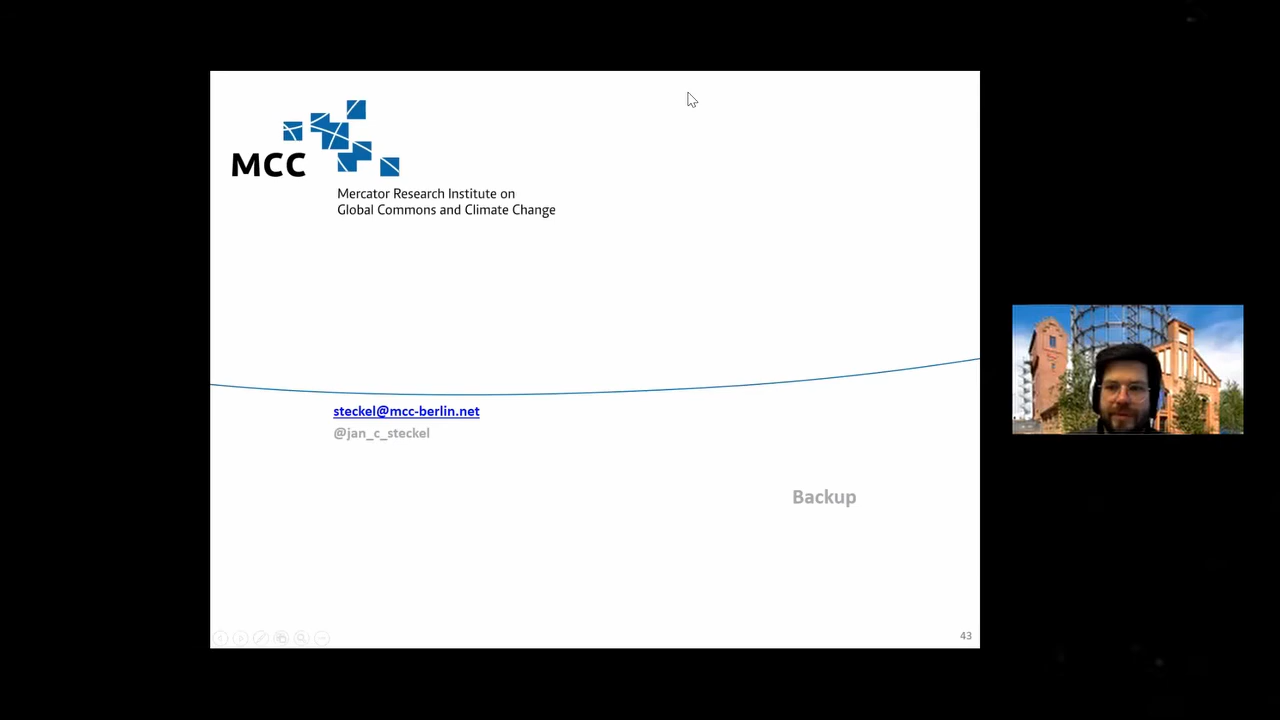 MCC
Mercator Research Institute on
Global Commons and Climate Change
steckel@mcc-berlin.net
@jan_c_steckel
Backup
43